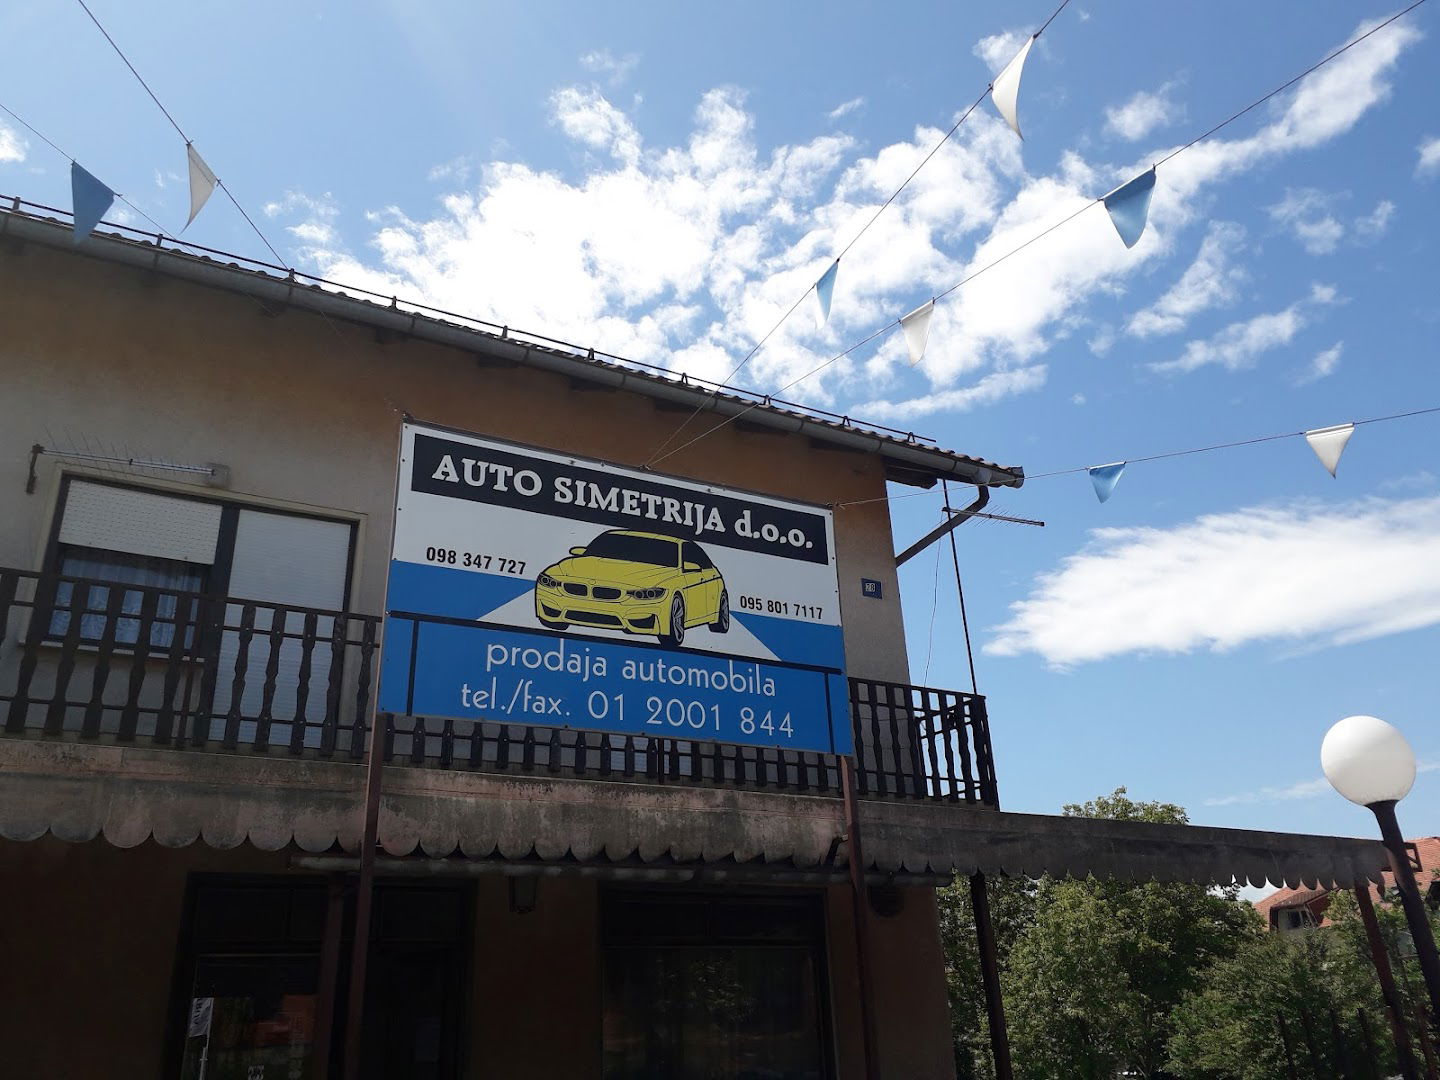 AUTO SIMETRIJA d.o.o.
098 347 727
095 801 7117
prodaja automobila
tel./fax. 01 2001 844